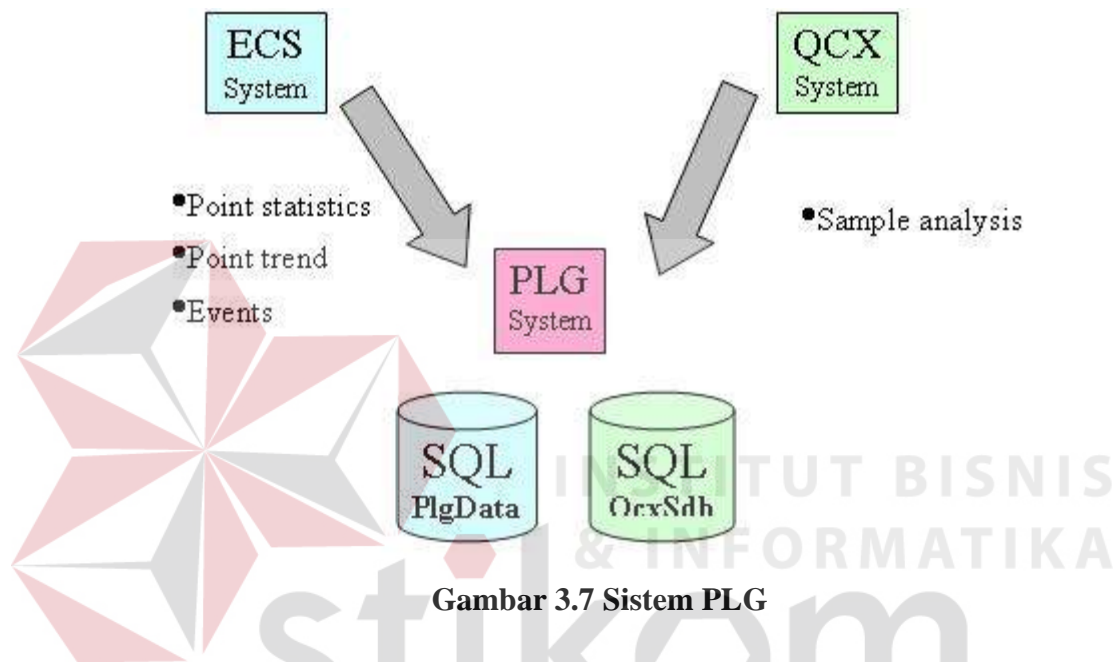 ECS
System
QCX
System
•Point statistics
•Point trend
•Events
•Sample analysis
PLG
System
SQL
PlgData
SQL
QcxSdb
INSTITUT BISNIS
& INFORMATIKA
Gambar 3.7 Sistem PLG
stikom